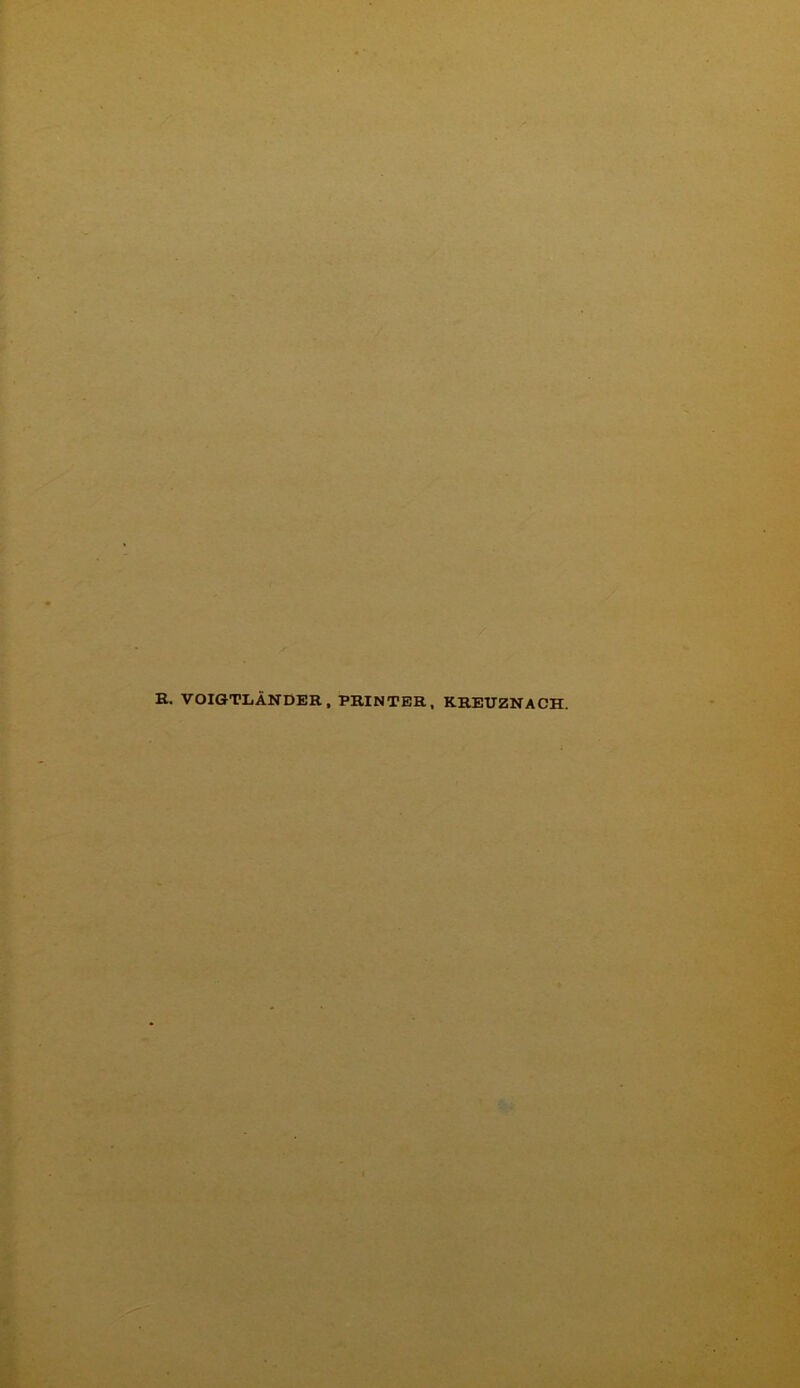 R. VOIGTLÄNDER, PRINTER, KREUZNACH.